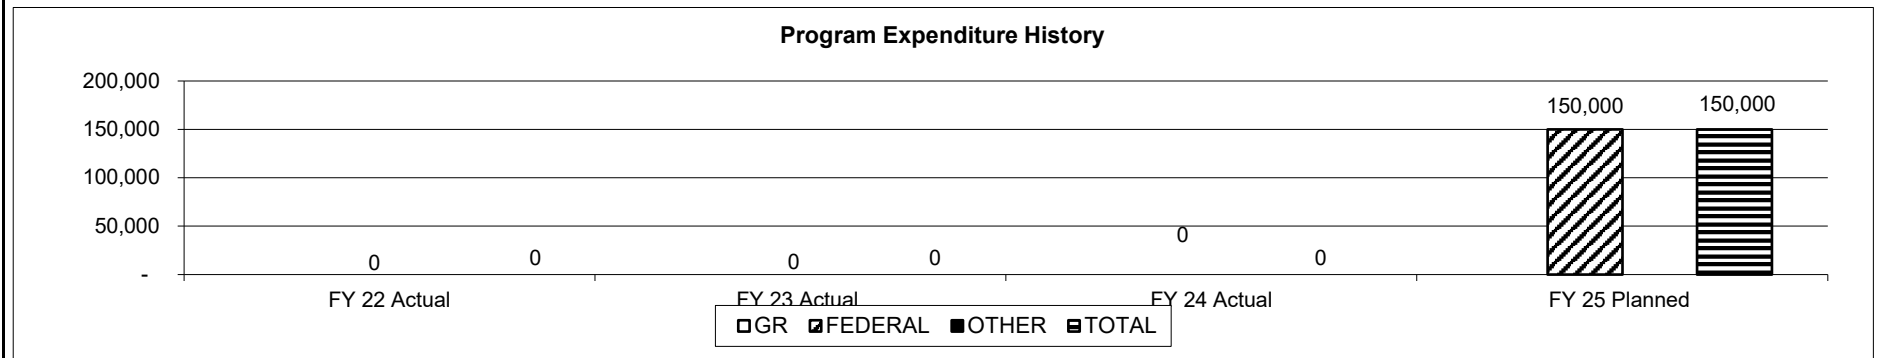 Program Expenditure History
200,000
150,000
100,000
50,000
-
0
0
0
0
0
0
150,000
150,000
FY 22 Actual
FY 23 Actual
FY 24 Actual
FY 25 Planned
GR FEDERAL OTHER TOTAL